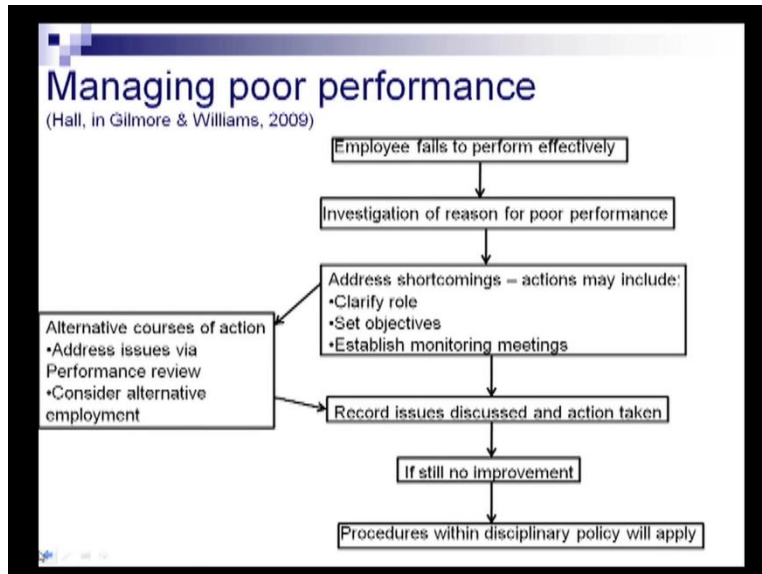 Managing poor performance
(Hall, in Gilmore & Williams, 2009)
Employee fails to perform effectively
Investigation of reason for poor performance
Address shortcomings – actions may include:
•Clarify role
•Set objectives
•Establish monitoring meetings
Alternative courses of action
•Address issues via
Performance review
•Consider alternative
employment
Record issues discussed and action taken
If still no improvement
Procedures within disciplinary policy will apply